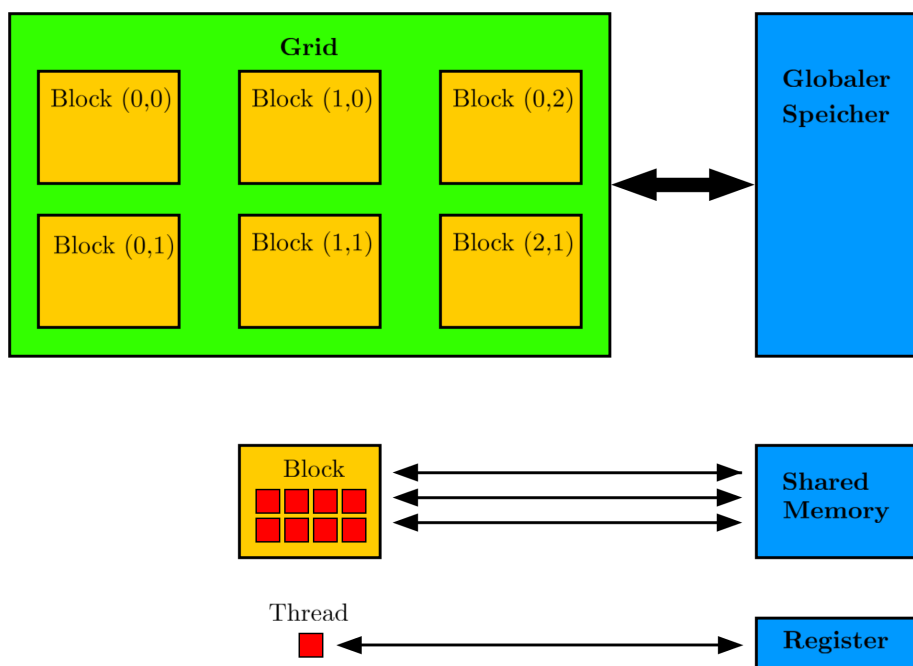 Grid
Block (0,0)
Block (1,0)
Block (0,2)
Block (0,1)
Block (1,1)
Block (2,1)
Globaler
Speicher
Block
Shared
Memory
Thread
Register